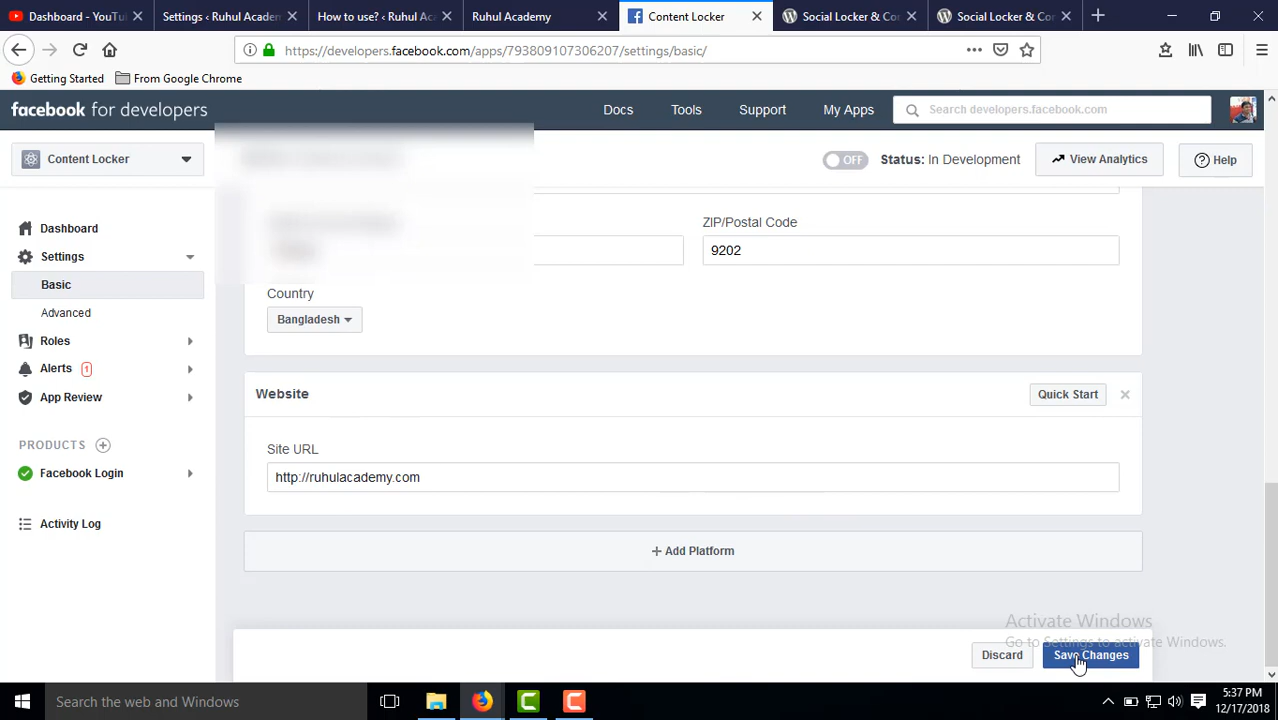 Dashboard - YouTu
Settings ‹ Ruhul Academ
How to use? ‹ Ruhul Aca
Ruhul Academy
Content Locker
Social Locker & Co
Social Locker & Co
https://developers.facebook.com/apps/793809107306207/settings/basic/
Getting Started
From Google Chrome
facebook for developers
Docs
Tools
Support
My Apps
Search developers.facebook.com
Content Locker
OFF
Status: In Development
View Analytics
Help
Dashboard
Settings
Basic
Advanced
Roles
Alerts 1
App Review
PRODUCTS
Facebook Login
Activity Log
ZIP/Postal Code
9202
Country
Bangladesh
Website
Quick Start
Site URL
http://ruhulacademy.com
+ Add Platform
Activate Windows
Go to Settings to activate Windows.
Discard
Save Changes
Search the web and Windows
5:37 PM
12/17/2018